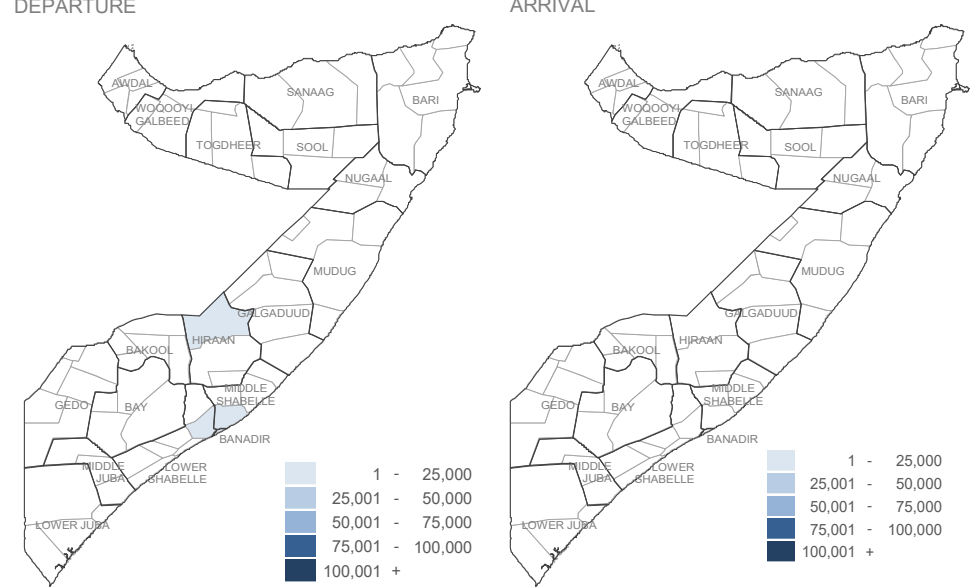 DEPARTURE
AWDAL
WOQOOYI
GALBEED
TOGDHEER
SANAAG
SOOL
BARI
NUGAAL
MUDUG
GALGADUUD
HIRAAN
BAKOOL
GEDO
BAY
MIDDLE
SHABELLE
BANADIR
MIDDLE
JUBA
LOWER
SHABELLE
LOWER JUBA
1 - 25,000
25,001 - 50,000
50,001 - 75,000
75,001 - 100,000
100,001 +
ARRIVAL
AWDAL
WOQOOYI
GALBEED
TOGDHEER
SANAAG
SOOL
BARI
NUGAAL
MUDUG
GALGADUUD
HIRAAN
BAKOOL
GEDO
BAY
MIDDLE
SHABELLE
BANADIR
MIDDLE
JUBA
LOWER
SHABELLE
LOWER JUBA
1 - 25,000
25,001 - 50,000
50,001 - 75,000
75,001 - 100,000
100,001 +